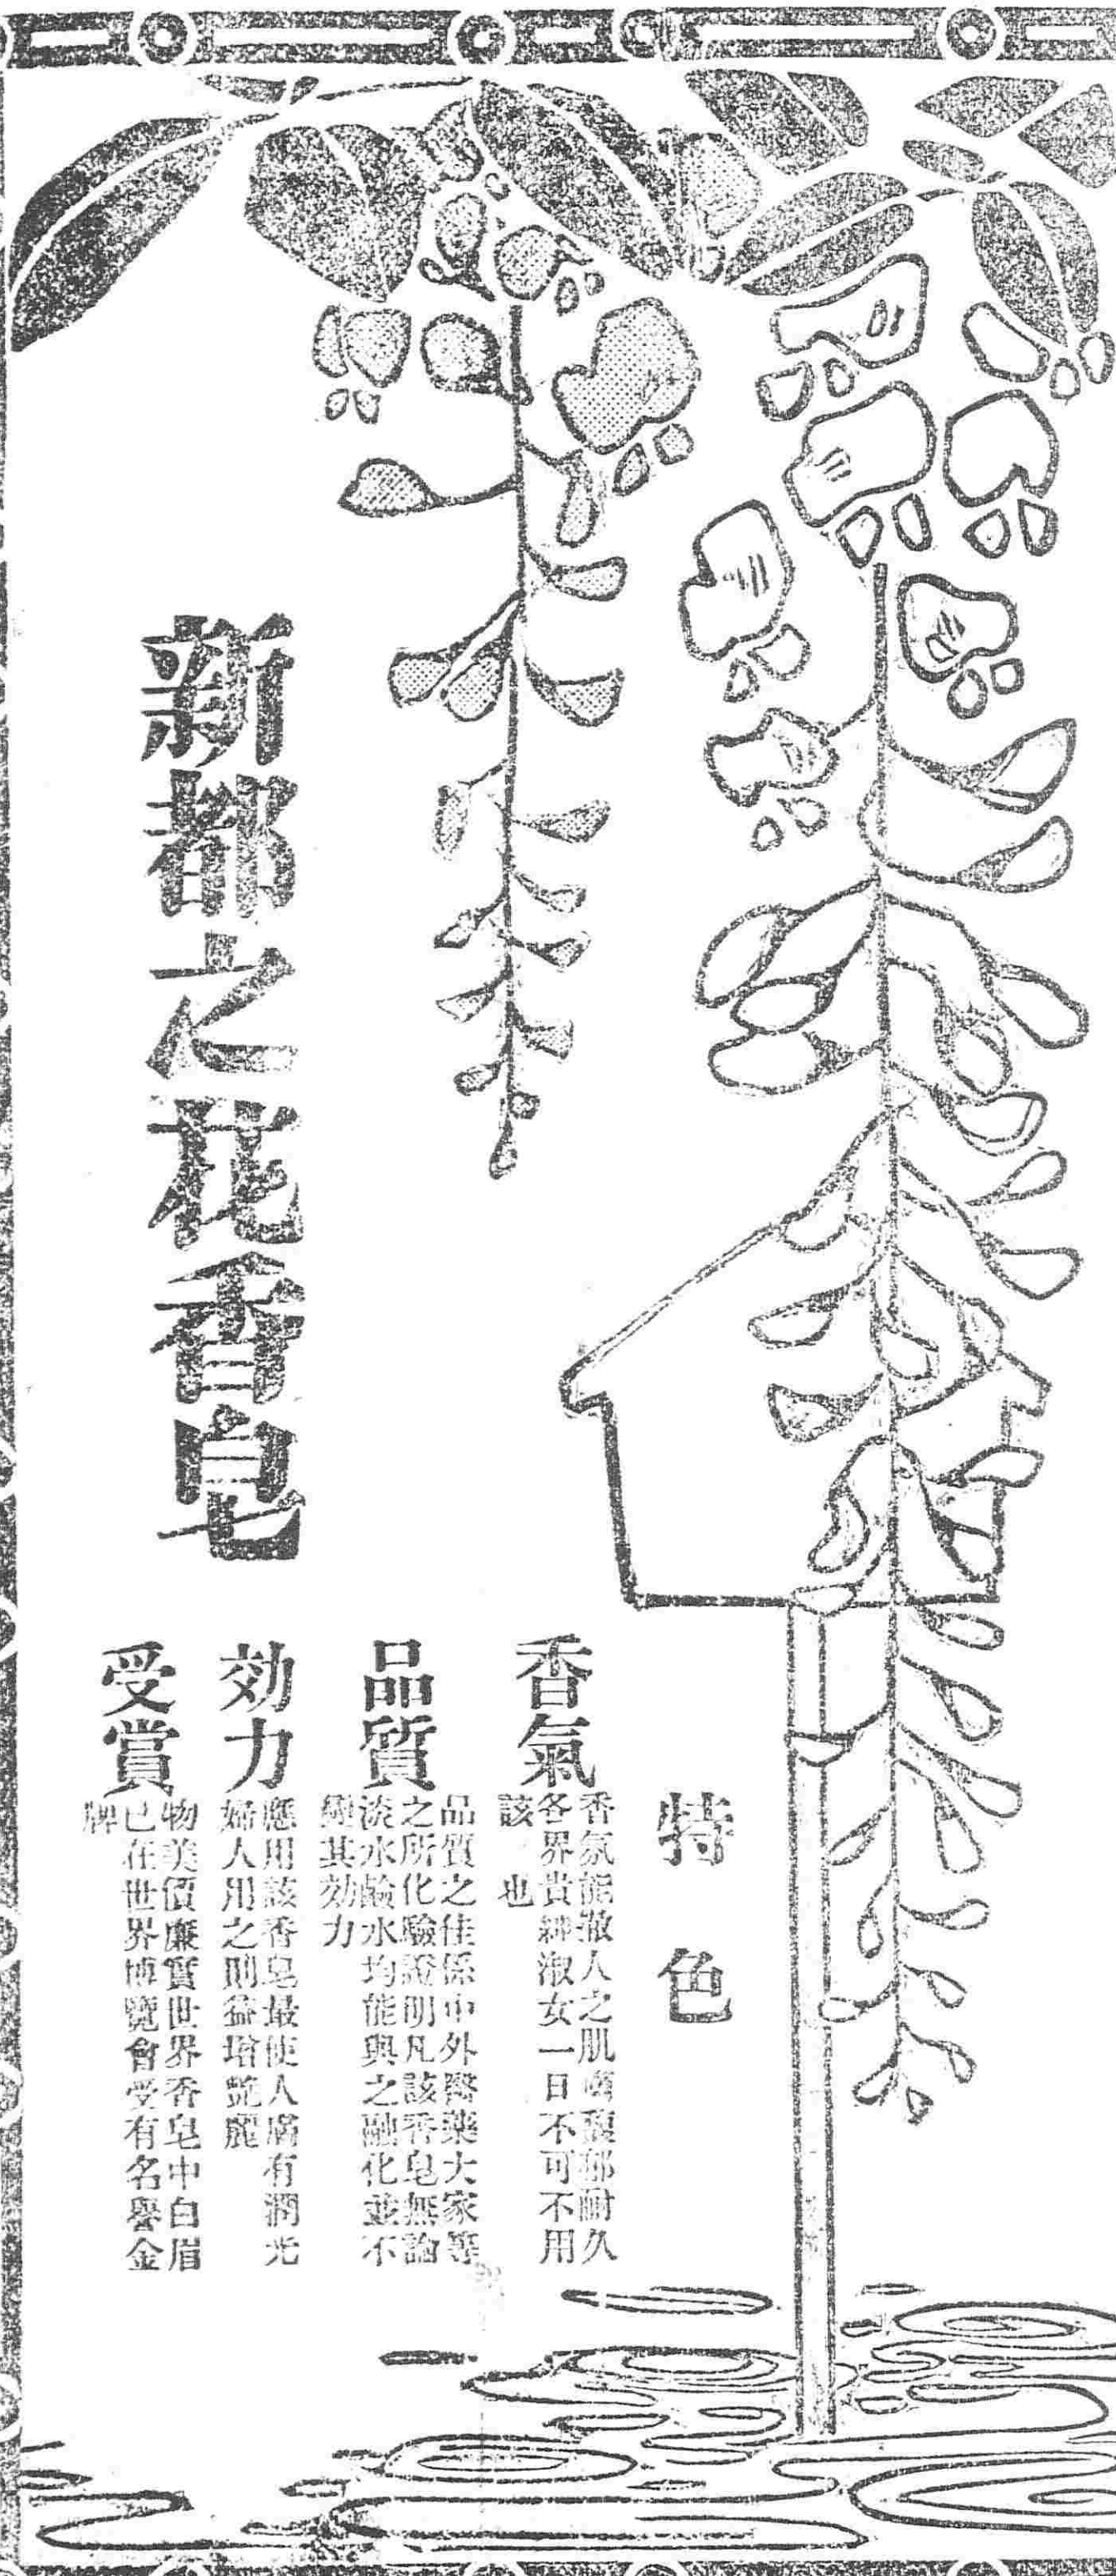 特色
香氣
香氛能撒人之肌膚馥郁耐久
各界貴紳淑女一日不可不用
該 也
品質
品質之佳係中外醫藥大家等
之所化驗證明凡該香皂無論
淡水鹼水均能與之融化並不
變其効力
効力
應用該香皂最使人膚有潤光
婦人用之則益增艶麗
受賞
物美價廉實世界香皂中白眉
已在世界博覽會受有名譽金
牌
新都之花香皂